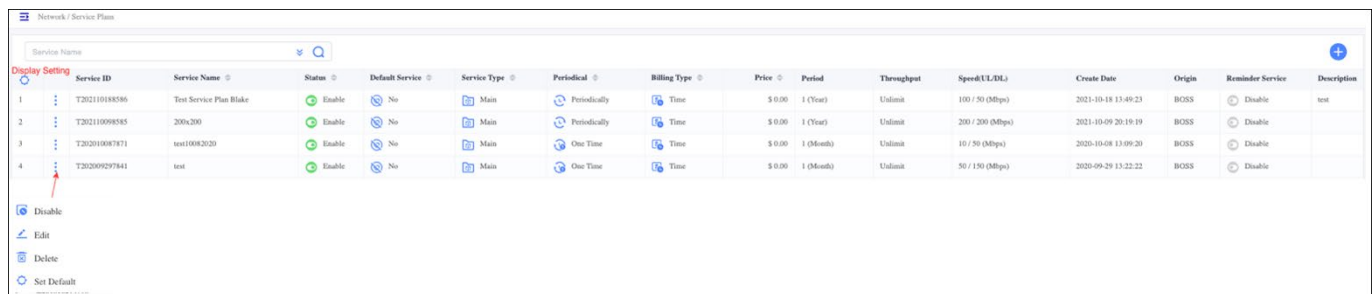 Network / Service Plans
Service Name
Display Setting
Service ID Service Name Status Default Service Service Type Periodical Billing Type Price Period Throughput Speed(UL/DL) Create Date Origin Reminder Service Description
1 T202110188586 Test Service Plan Blake Enable No Main Periodically Time $ 0.00 1 (Year) Unlimit 100 / 50 (Mbps) 2021-10-18 13:49:23 BOSS Disable test
2 T202110098585 200x200 Enable No Main Periodically Time $ 0.00 1 (Year) Unlimit 200 / 200 (Mbps) 2021-10-09 20:19:19 BOSS Disable
3 T202010087871 test10082020 Enable No Main One Time Time $ 0.00 1 (Month) Unlimit 10 / 50 (Mbps) 2020-10-08 13:09:20 BOSS Disable
4 T202009297841 test Enable No Main One Time Time $ 0.00 1 (Month) Unlimit 50 / 150 (Mbps) 2020-09-29 13:22:22 BOSS Disable
Disable
Edit
Delete
Set Default